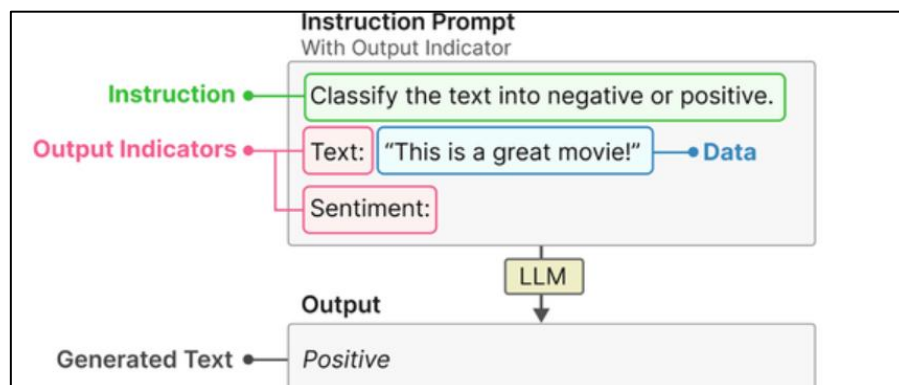 Instruction Prompt
With Output Indicator
Instruction Classify the text into negative or positive.
Output Indicators Text: “This is a great movie!” Data
Sentiment:
LLM
Output
Generated Text Positive